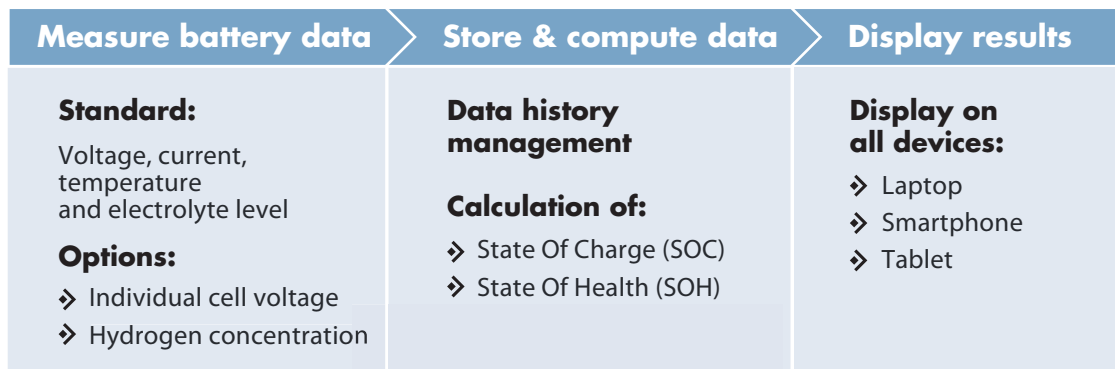 Measure battery data
Store & compute data
Display results
Standard:
Voltage, current,
temperature
and electrolyte level
Options:
Individual cell voltage
Hydrogen concentration
Data history
management
Calculation of:
State Of Charge (SOC)
State Of Health (SOH)
Display on
all devices:
Laptop
Smartphone
Tablet